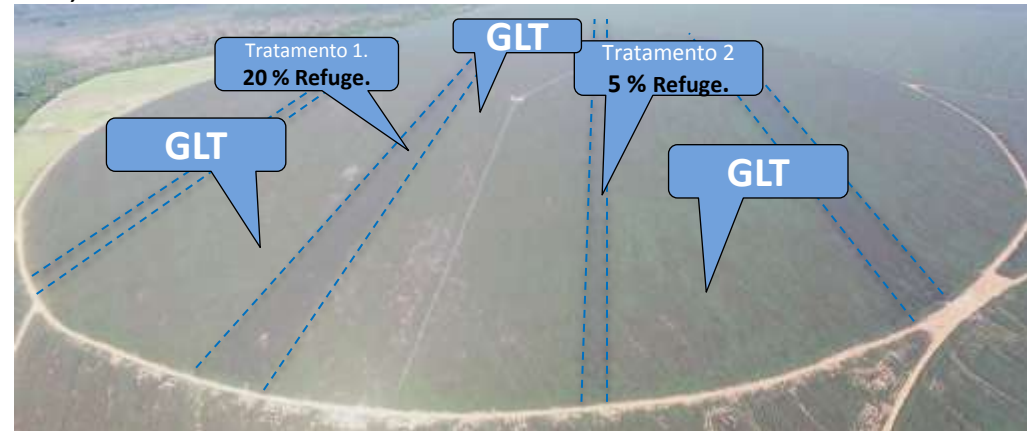 GLT
Tratamento 1.
20 % Refuge.
Tratamento 2
5 % Refuge.
GLT
GLT